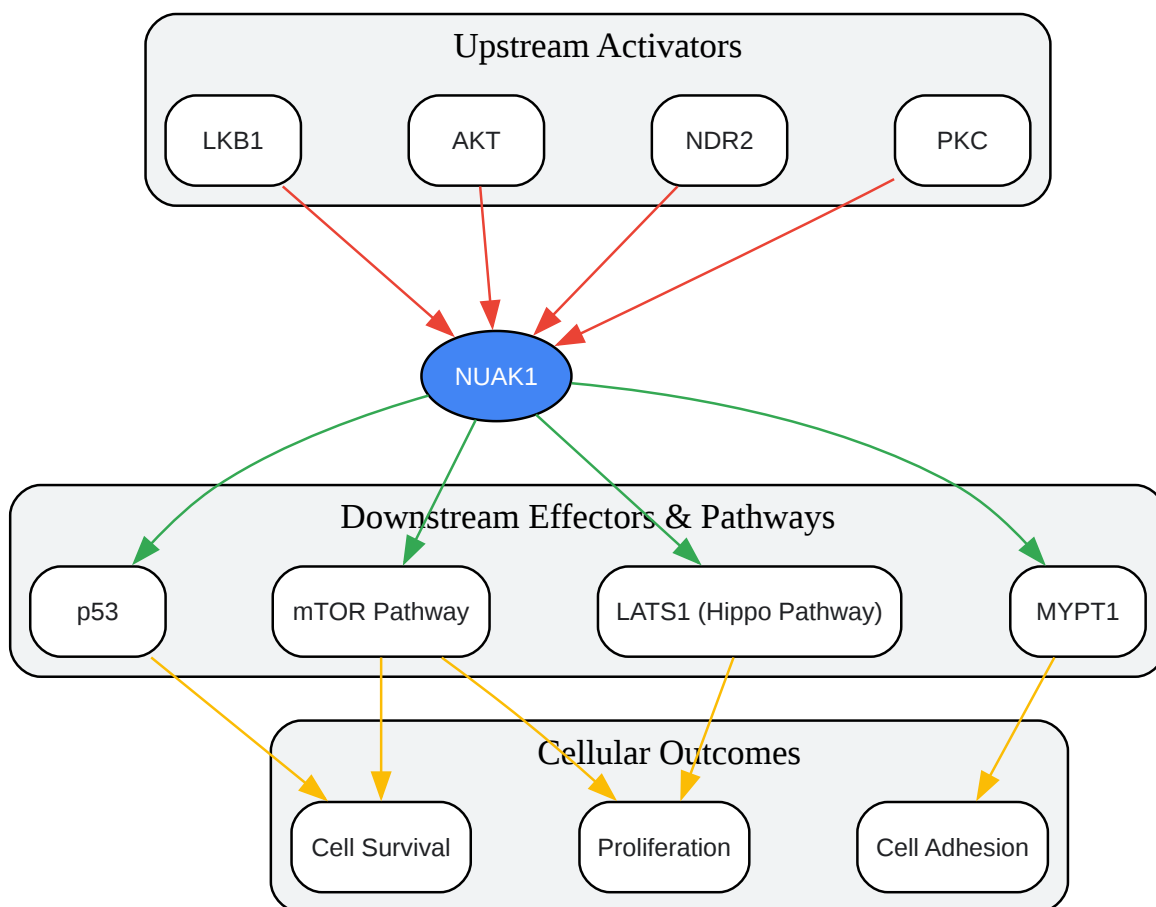 Upstream Activators
LKB1
AKT
NDR2
PKC
NUAK1
Downstream Effectors & Pathways
p53
mTOR Pathway
LATS1 (Hippo Pathway)
MYPT1
Cellular Outcomes
Cell Survival
Proliferation
Cell Adhesion